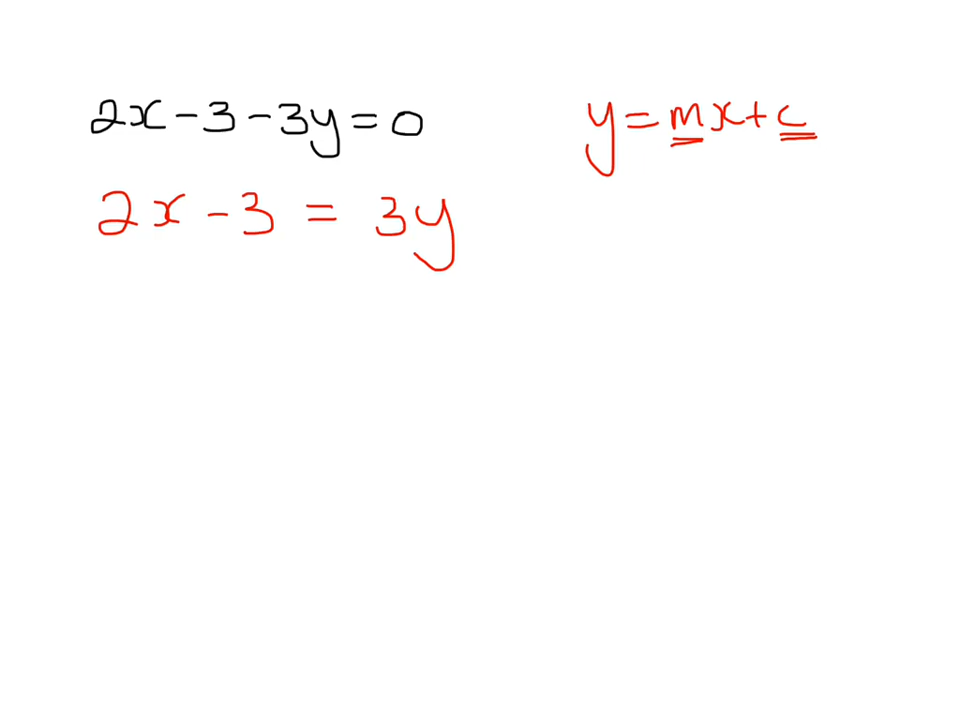 2x - 3 - 3y = 0
y = mx + c
2x - 3 = 3y